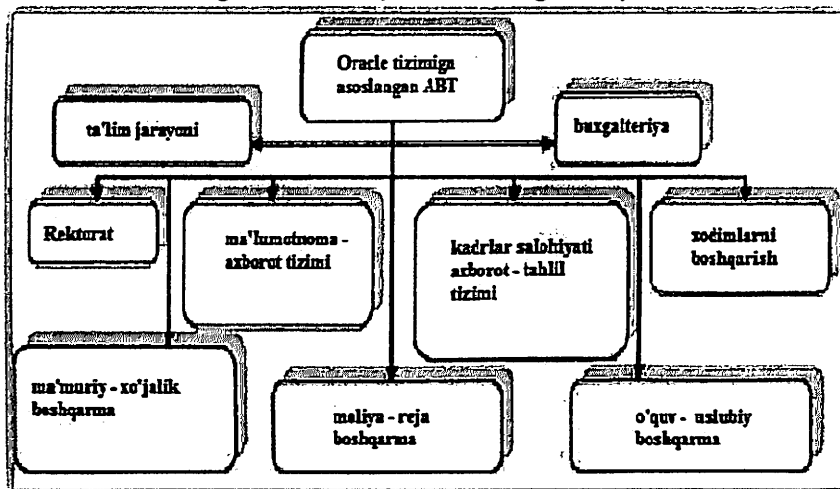 Oracle tizimiga
asoslangan ABT
ta'lim jarayoni
buxgalteriya
Rektorat
ma'lumotnoma -
axborot tizimi
kadrlar salohiyati
axborot - tahlil
tizimi
xodimlarni
boshqarish
ma'muriy - xo'jalik
boshqarma
moliya - reja
boshqarma
o'quv - uslubiy
boshqarma